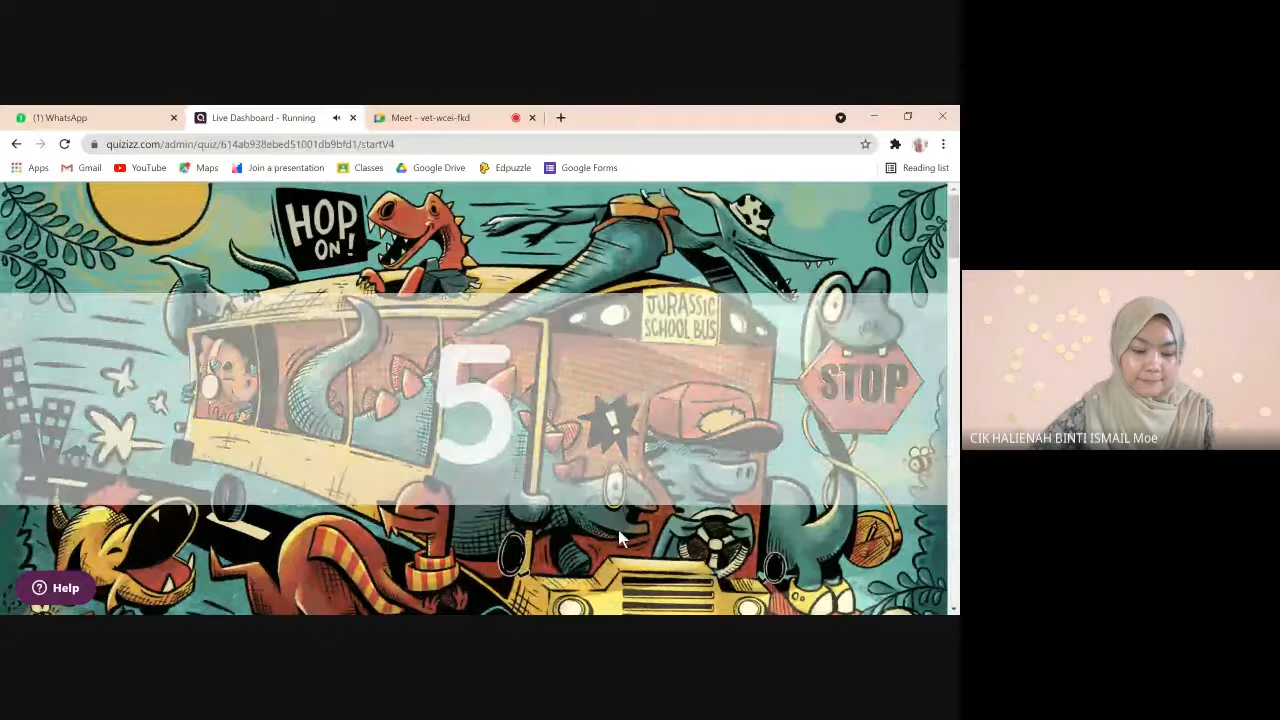 (1) WhatsApp
Live Dashboard - Running
Meet - vet-wcei-fkd
quizizz.com/admin/quiz/614ab938ebed51001db9bfd1/startV4
Apps
Gmail
YouTube
Maps
Join a presentation
Classes
Google Drive
Edpuzzle
Google Forms
Reading list
HOP
ON!
JURASSIC
SCHOOL BUS
5
STOP
!
CIK HALIENAH BINTI ISMAIL Moe
Help